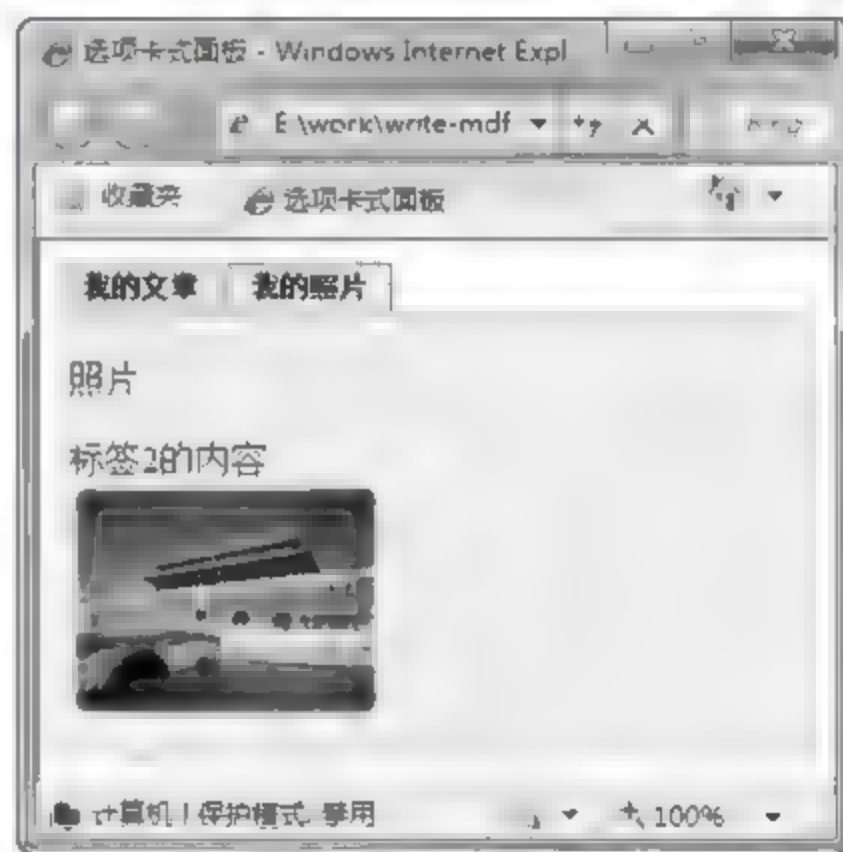 选项卡式面板 - Windows Internet Expl
E:\work\write-mdf
收藏夹 选项卡式面板
我的文章 我的照片
照片
标签2的内容
计算机 | 保护模式: 禁用 100%